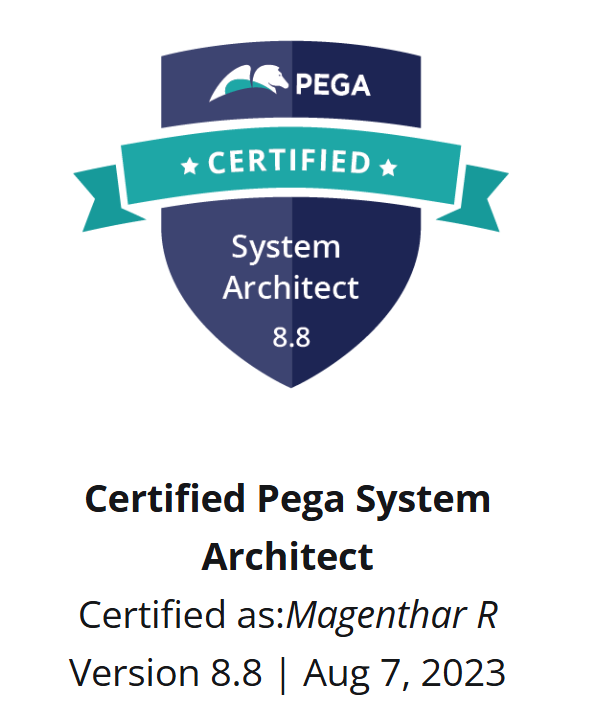 PEGA
CERTIFIED
System
Architect
8.8
Certified Pega System
Architect
Certified as:Magenthar R
Version 8.8 | Aug 7, 2023